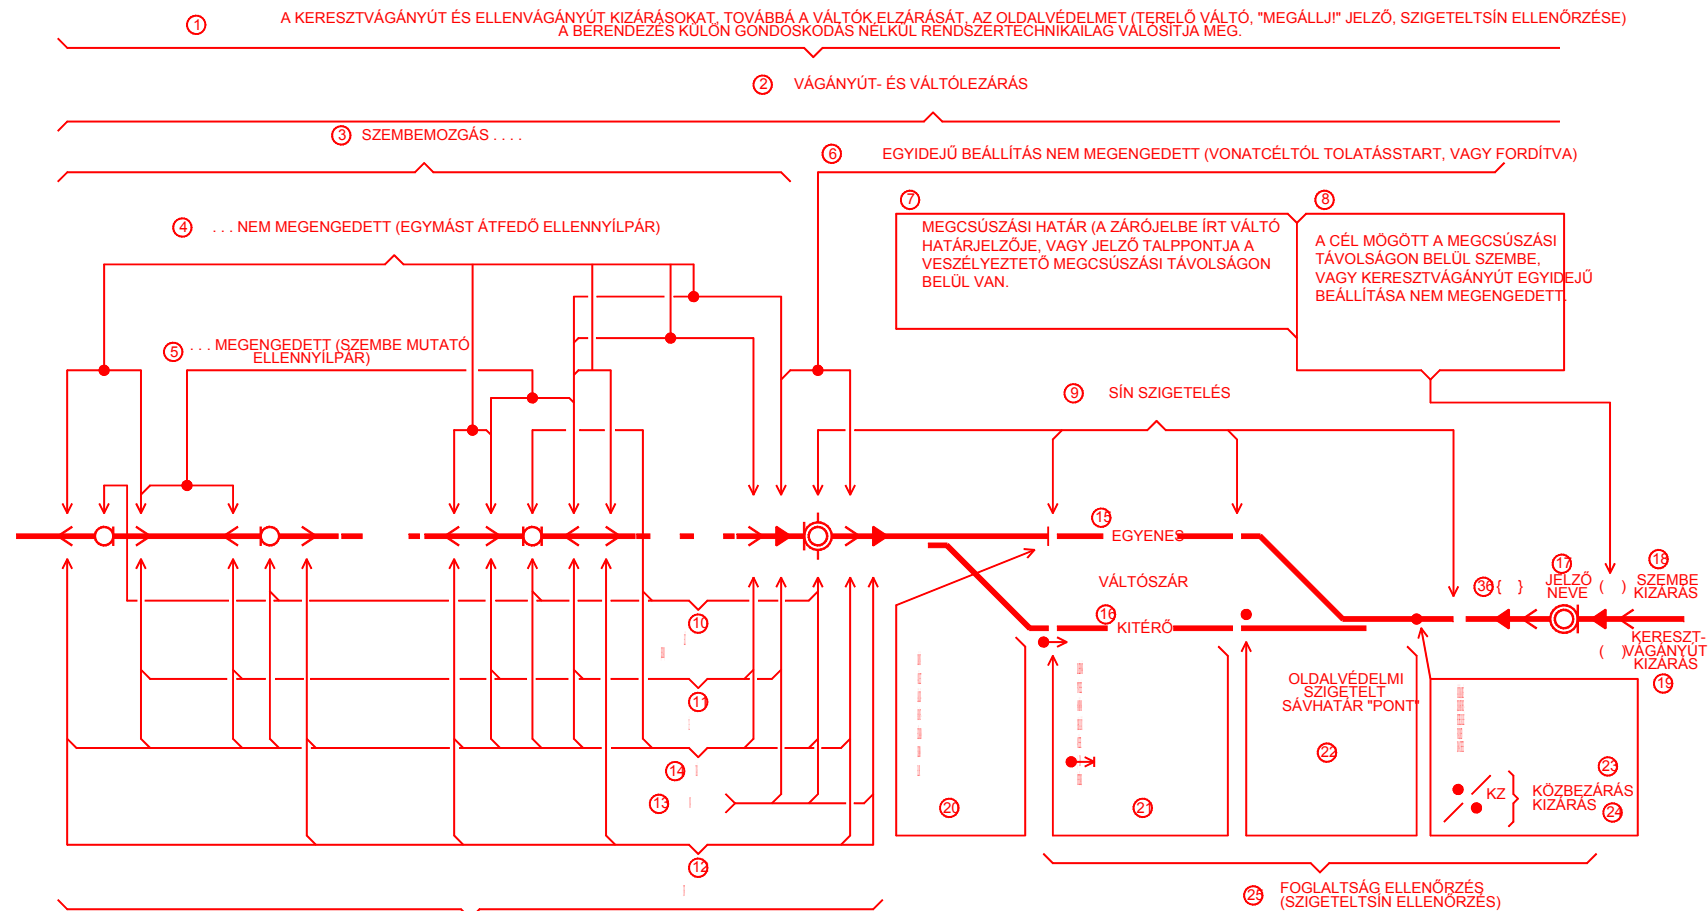 ① A KERESZTVÁGÁNYÚT ÉS ELLENVÁGÁNYÚT KIZÁRÁSOKAT, TOVÁBBÁ A VÁLTÓK ELZÁRÁSÁT, AZ OLDALVÉDELMET (TERELŐ VÁLTÓ, "MEGÁLLJ!" JELZŐ, SZIGETELTSÍN ELLENŐRZÉSE)
A BERENDEZÉS KÜLÖN GONDOSKODÁS NÉLKÜL RENDSZERTECHNIKAILAG VALÓSÍTJA MEG.
② VÁGÁNYÚT- ÉS VÁLTÓLEZÁRÁS
③ SZEMBEMOZGÁS . . . .
⑥ EGYIDEJŰ BEÁLLÍTÁS NEM MEGENGEDETT (VONATCÉLTÓL TOLATÁSSTART, VAGY FORDÍTVA)
④ . . . NEM MEGENGEDETT (EGYMÁST ÁTFEDŐ ELLENNYÍLPÁR)
⑦ MEGCSÚSZÁSI HATÁR (A ZÁRÓJELBE ÍRT VÁLTÓ
HATÁRJELZŐJE, VAGY JELZŐ TALPPONTJA A
VESZÉLYEZTETŐ MEGCSÚSZÁSI TÁVOLSÁGON
BELÜL VAN.
⑧ A CÉL MÖGÖTT A MEGCSÚSZÁSI
TÁVOLSÁGON BELÜL SZEMBE,
VAGY KERESZTVÁGÁNYÚT EGYIDEJŰ
BEÁLLÍTÁSA NEM MEGENGEDETT.
⑤ . . . MEGENGEDETT (SZEMBE MUTATÓ
ELLENNYÍLPÁR)
⑨ SÍN SZIGETELÉS
⑮
EGYENES
VÁLTÓSZÁR
⑯ KITÉRŐ
㊱ { }
⑰
JELZŐ
NEVE
( )
⑱
SZEMBE
KIZÁRÁS
KERESZT-
( ) VÁGÁNYÚT
KIZÁRÁS
⑲
⑩
⑪
⑭
⑬
⑫
⑳
㉑
OLDALVÉDELMI
SZIGETELT
SÁVHATÁR "PONT"
㉒
㉓
KZ
KÖZBEZÁRÁS
KIZÁRÁS ㉔
㉕ FOGLALTSÁG ELLENŐRZÉS
(SZIGETELTSÍN ELLENŐRZÉS)